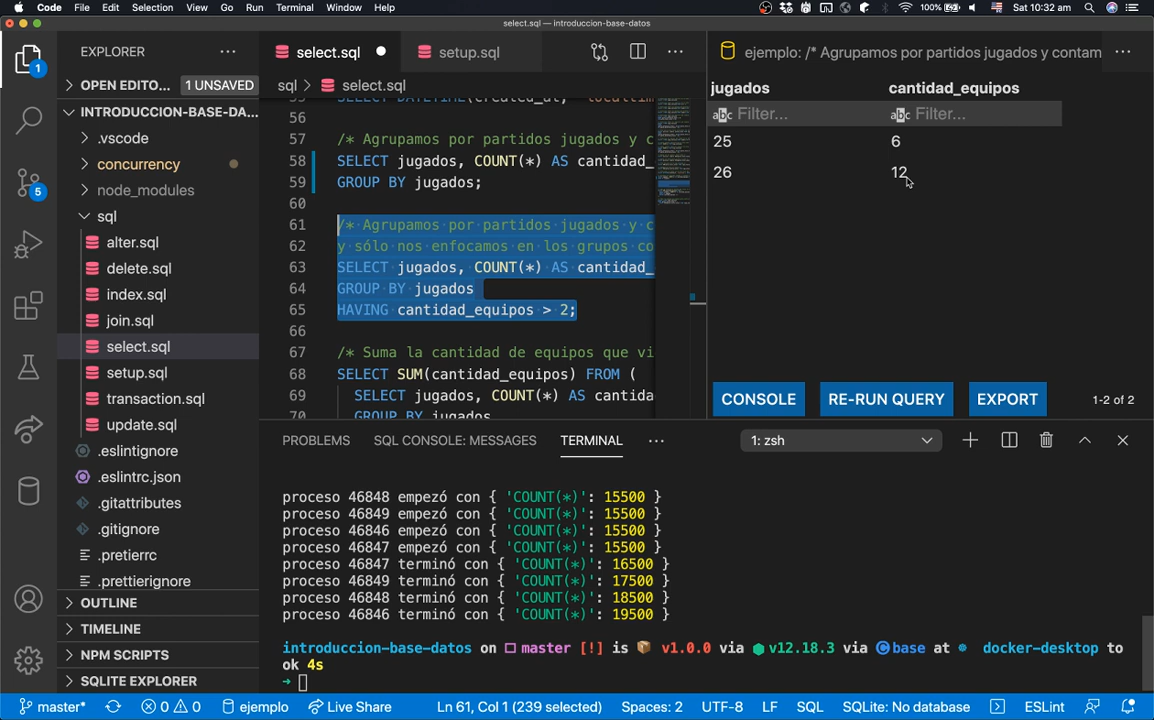 Code File Edit Selection View Go Run Terminal Window Help 100% Sat 10:32 am
select.sql — introduccion-base-datos
EXPLORER
OPEN EDITO... 1 UNSAVED
INTRODUCCION-BASE-DA...
.vscode
concurrency
node_modules
sql
alter.sql
delete.sql
index.sql
join.sql
select.sql
setup.sql
transaction.sql
update.sql
.eslintignore
.eslintrc.json
.gitattributes
.gitignore
.pretierrc
.prettierignore
OUTLINE
TIMELINE
NPM SCRIPTS
SQLITE EXPLORER
1
5
select.sql setup.sql
sql > select.sql
56
57 /* Agrupamos por partidos jugados y c
58 SELECT jugados, COUNT(*) AS cantidad_
59 GROUP BY jugados;
60
61 /* Agrupamos por partidos jugados y c
62 y sólo nos enfocamos en los grupos co
63 SELECT jugados, COUNT(*) AS cantidad_
64 GROUP BY jugados
65 HAVING cantidad_equipos > 2;
66
67 /* Suma la cantidad de equipos que vi
68 SELECT SUM(cantidad_equipos) FROM (
69 SELECT jugados, COUNT(*) AS cantida
70 GROUP BY jugados
ejemplo: /* Agrupamos por partidos jugados y contam
jugados cantidad_equipos
abc Filter... abc Filter...
25 6
26 12
CONSOLE RE-RUN QUERY EXPORT 1-2 of 2
PROBLEMS SQL CONSOLE: MESSAGES TERMINAL 1: zsh
proceso 46848 empezó con { 'COUNT(*)': 15500 }
proceso 46849 empezó con { 'COUNT(*)': 15500 }
proceso 46846 empezó con { 'COUNT(*)': 15500 }
proceso 46847 empezó con { 'COUNT(*)': 15500 }
proceso 46847 terminó con { 'COUNT(*)': 16500 }
proceso 46849 terminó con { 'COUNT(*)': 17500 }
proceso 46848 terminó con { 'COUNT(*)': 18500 }
proceso 46846 terminó con { 'COUNT(*)': 19500 }
introduccion-base-datos on master [!] is v1.0.0 via v12.18.3 via base at docker-desktop to
ok 4s
master* 0 0 ejemplo Live Share Ln 61, Col 1 (239 selected) Spaces: 2 UTF-8 LF SQL SQLite: No database ESLint